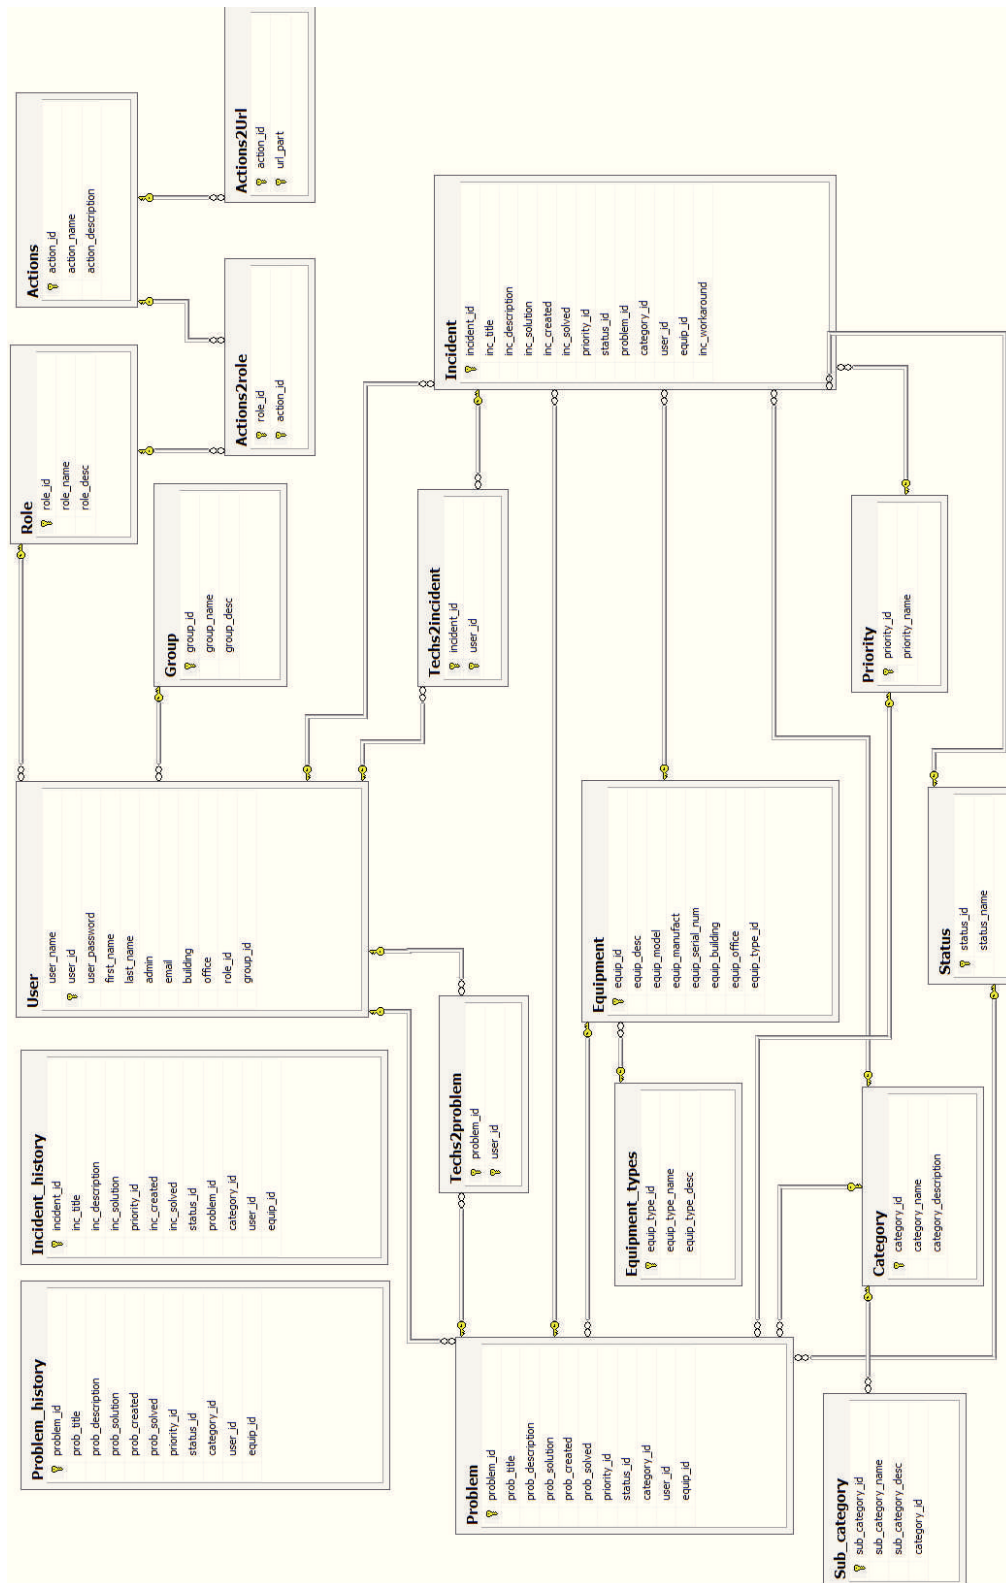 Problem_history
problem_id
prob_title
prob_description
prob_solution
prob_created
prob_solved
priority_id
status_id
category_id
user_id
equip_id
Incident_history
incident_id
inc_title
inc_description
inc_solution
priority_id
inc_created
inc_solved
status_id
problem_id
category_id
user_id
equip_id
User
user_name
user_id
user_password
first_name
last_name
admin
email
building
office
role_id
group_id
Role
role_id
role_name
role_desc
Actions
action_id
action_name
action_description
Group
group_id
group_name
group_desc
Actions2role
role_id
action_id
Actions2Url
action_id
url_part
Techs2problem
problem_id
user_id
Techs2incident
incident_id
user_id
Incident
incident_id
inc_title
inc_description
inc_solution
inc_created
inc_solved
priority_id
status_id
problem_id
category_id
user_id
equip_id
inc_workaround
Problem
problem_id
prob_title
prob_description
prob_solution
prob_created
prob_solved
priority_id
status_id
category_id
user_id
equip_id
Equipment_types
equip_type_id
equip_type_name
equip_type_desc
Equipment
equip_id
equip_desc
equip_model
equip_manufact
equip_serial_num
equip_building
equip_office
equip_type_id
Sub_category
sub_category_id
sub_category_name
sub_category_desc
category_id
Category
category_id
category_name
category_description
Status
status_id
status_name
Priority
priority_id
priority_name